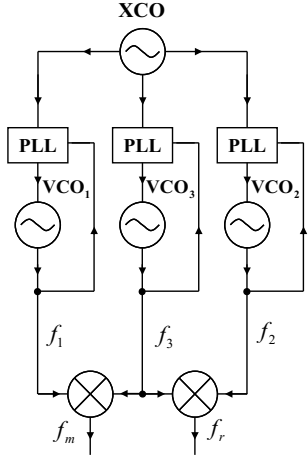 XCO
PLL PLL PLL
VCO₁ VCO₃ VCO₂
f₁ f₃ f₂
fₘ fᵣ